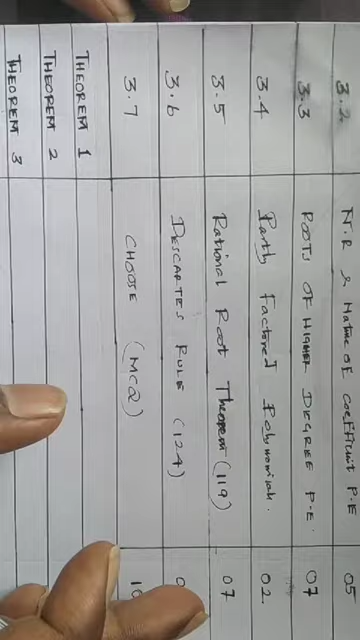 3.2 N.R & Nature OF Coefficient P.E 05
3.3 ROOTS OF HIGHER DEGREE P.E. 07
3.4 Partly Factored Polynomials. 02
3.5 Rational Root Theorem (119) 07
3.6 DESCARTES RULE (124)
3.7 CHOOSE (MCQ)
THEOREM 1
THEOREM 2
THEOREM 3